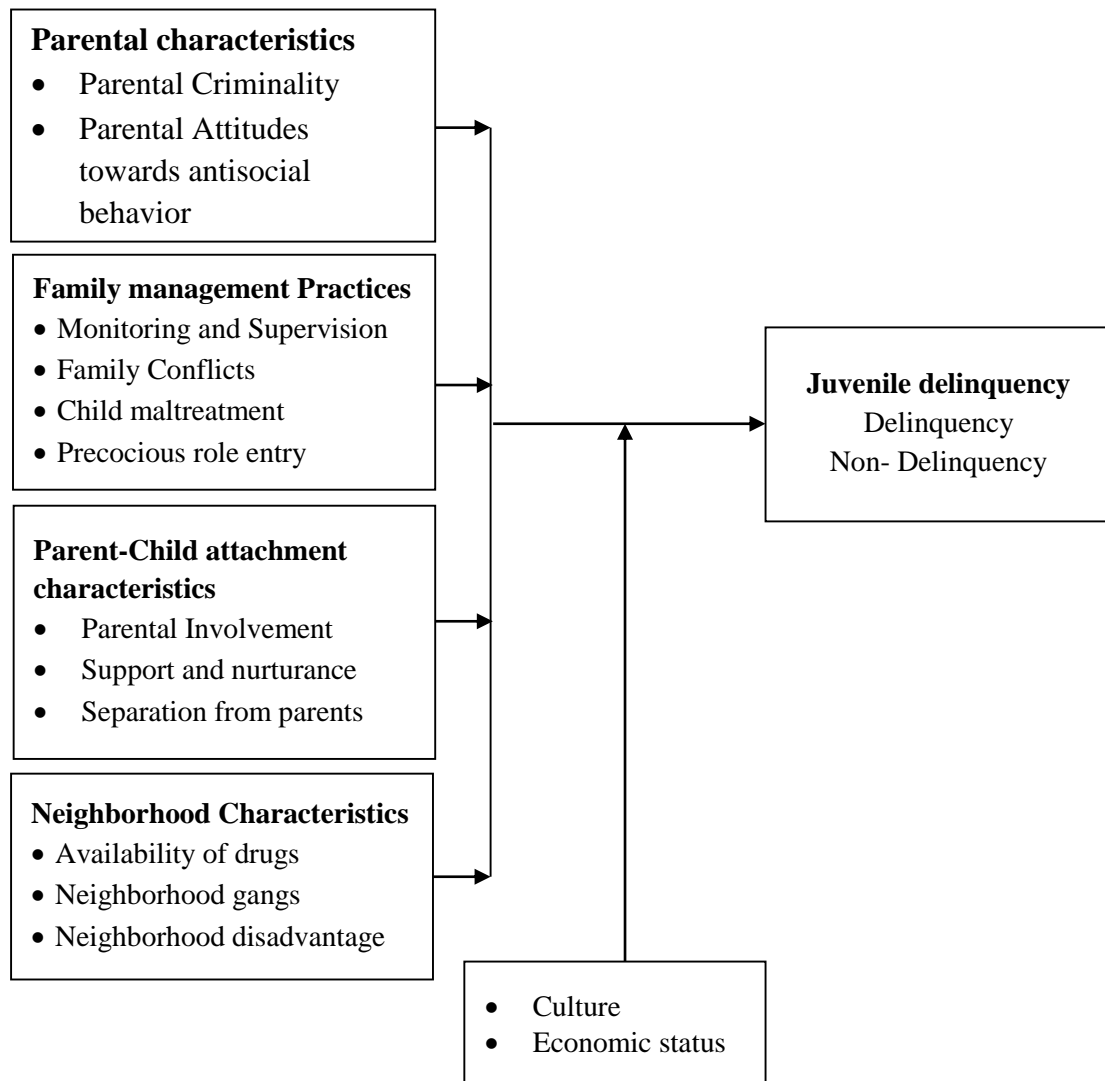 Parental characteristics
• Parental Criminality
• Parental Attitudes
towards antisocial
behavior
Family management Practices
• Monitoring and Supervision
• Family Conflicts
• Child maltreatment
• Precocious role entry
Parent-Child attachment
characteristics
• Parental Involvement
• Support and nurturance
• Separation from parents
Neighborhood Characteristics
• Availability of drugs
• Neighborhood gangs
• Neighborhood disadvantage
• Culture
• Economic status
Juvenile delinquency
Delinquency
Non- Delinquency